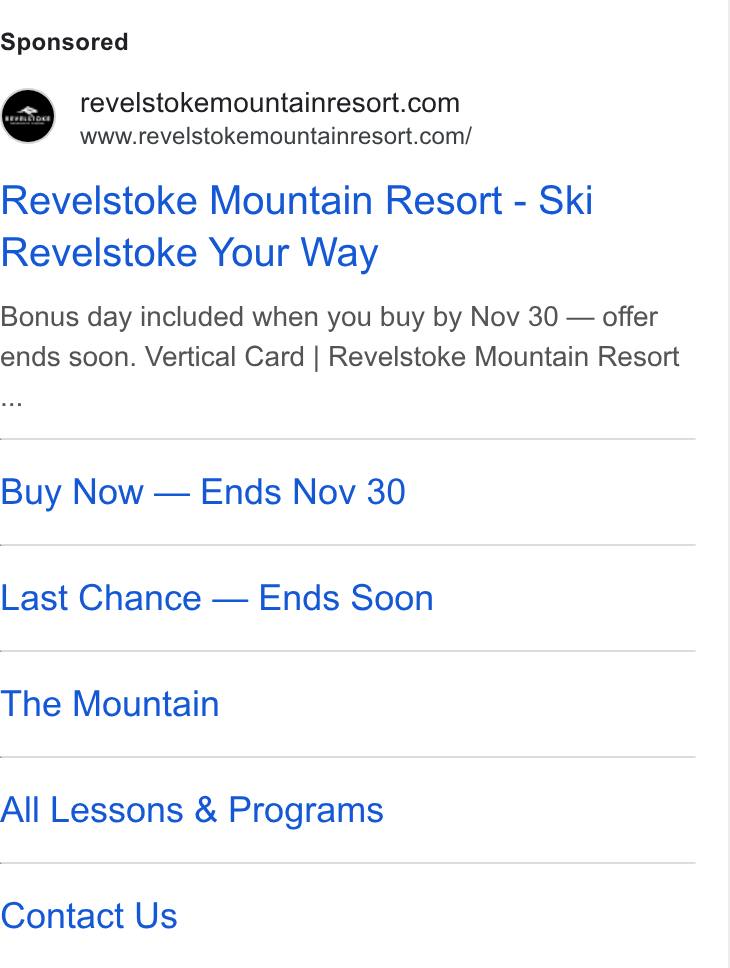 Sponsored
REVELSTOKE
revelstokemountainresort.com
www.revelstokemountainresort.com/
Revelstoke Mountain Resort - Ski
Revelstoke Your Way
Bonus day included when you buy by Nov 30 — offer
ends soon. Vertical Card | Revelstoke Mountain Resort
...
Buy Now — Ends Nov 30
Last Chance — Ends Soon
The Mountain
All Lessons & Programs
Contact Us